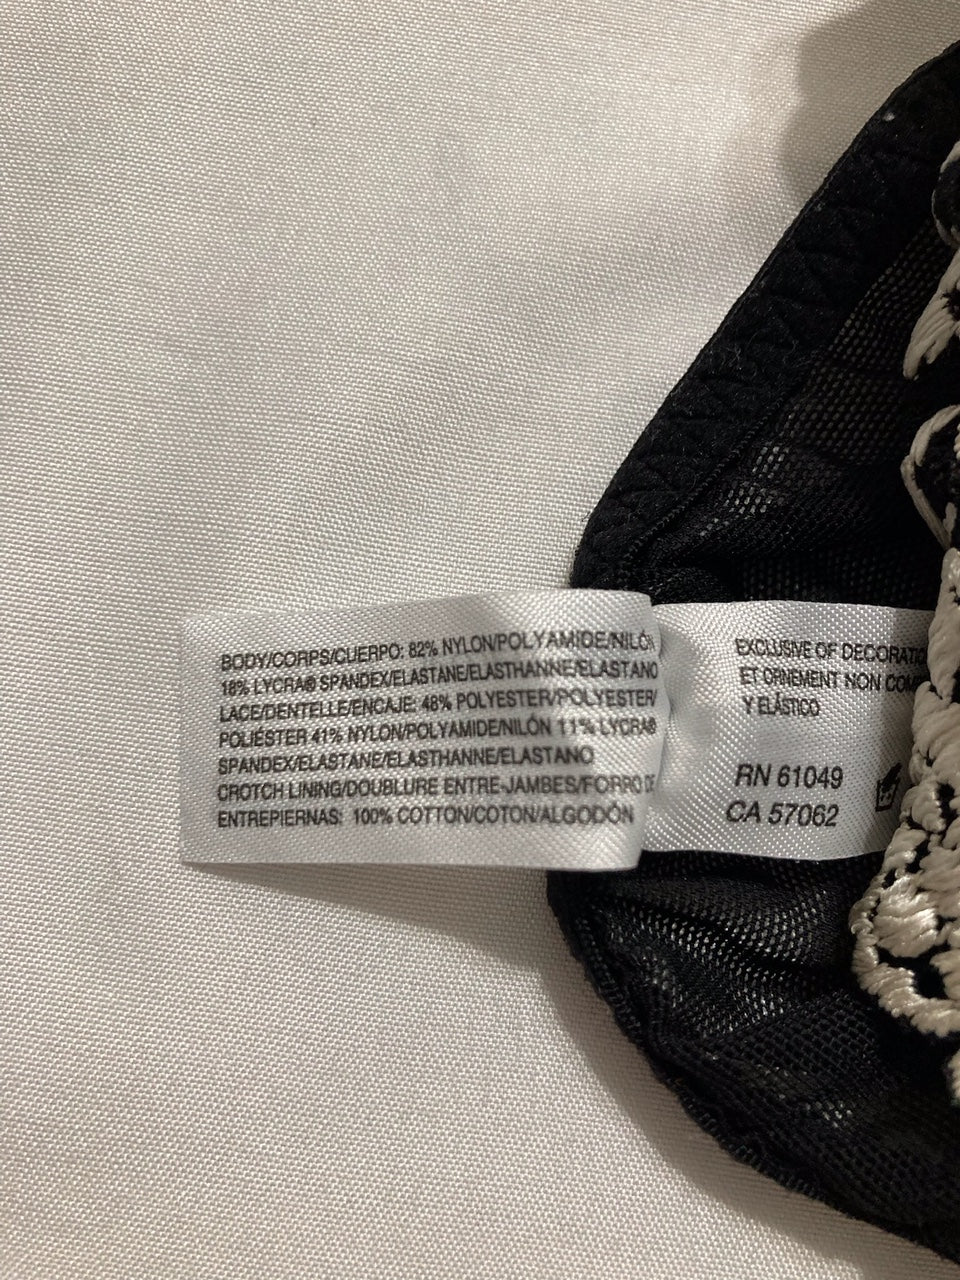 BODY/CORPS/CUERPO: 82% NYLON/POLYAMIDE/NILÓN
18% LYCRA® SPANDEX/ELASTANE/ELASTHANNE/ELASTANO
LACE/DENTELLE/ENCAJE: 48% POLYESTER/POLYESTER/
POLIÉSTER 41% NYLON/POLYAMIDE/NILÓN 11% LYCRA®
SPANDEX/ELASTANE/ELASTHANNE/ELASTANO
CROTCH LINING/DOUBLURE ENTRE-JAMBES/FORRO DE
ENTREPIERNAS: 100% COTTON/COTON/ALGODÓN
EXCLUSIVE OF
ET ORNEMENT NON
Y ELÁSTICO
RN 61049
CA 57062